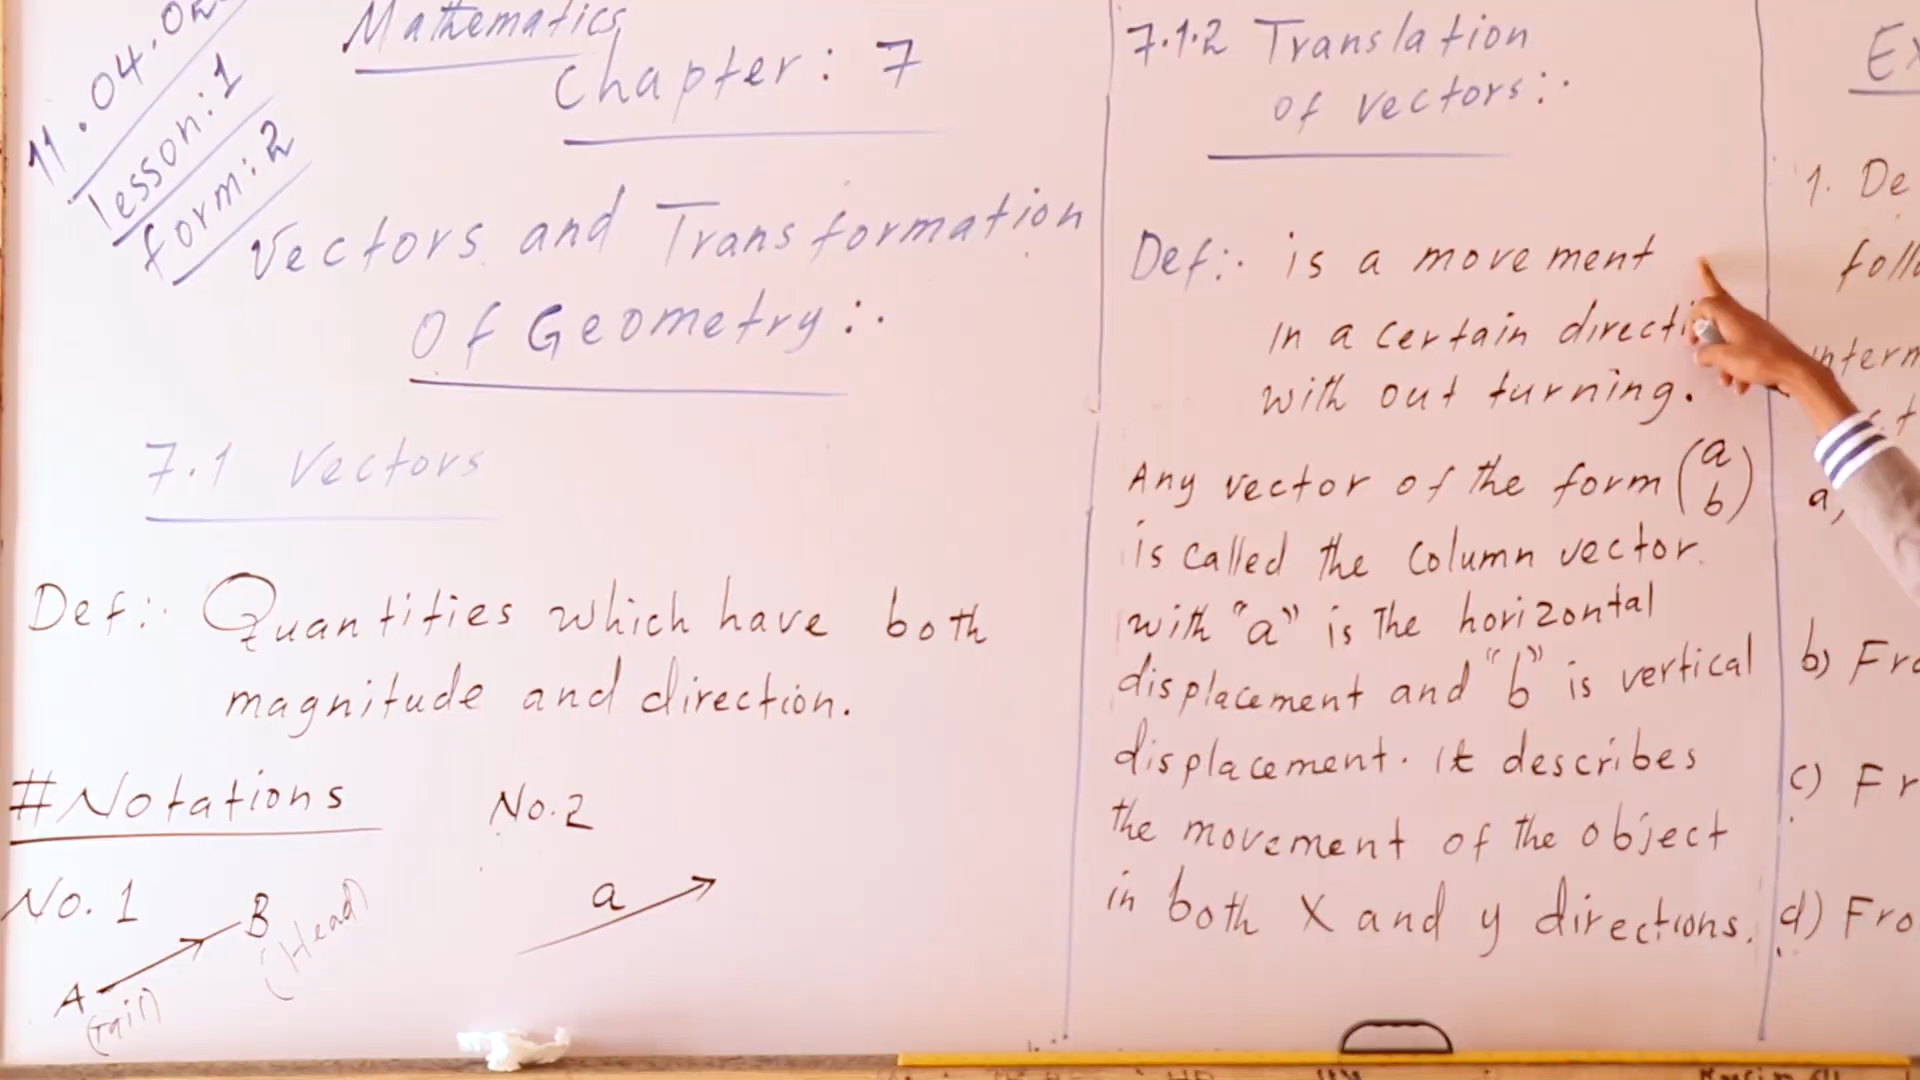 11.04.02
lesson:1
form:2
Mathematics
Chapter: 7
Vectors and Transformation
Of Geometry:.
7.1 Vectors
Def:. Quantities which have both
magnitude and direction.
#Notations
No.1
A
(Tail)
B
(Head)
No.2
a
7.1.2 Translation
of vectors:.
Def:. is a movement
In a certain directi
with out turning.
Any vector of the form (a
b)
is called the column vector.
with "a" is the horizontal
displacement and "b" is vertical
displacement. it describes
the movement of the object
in both X and y directions.
Ex
1. De
follo
interm
a,
b) Fro
c) Fr
d) Fro